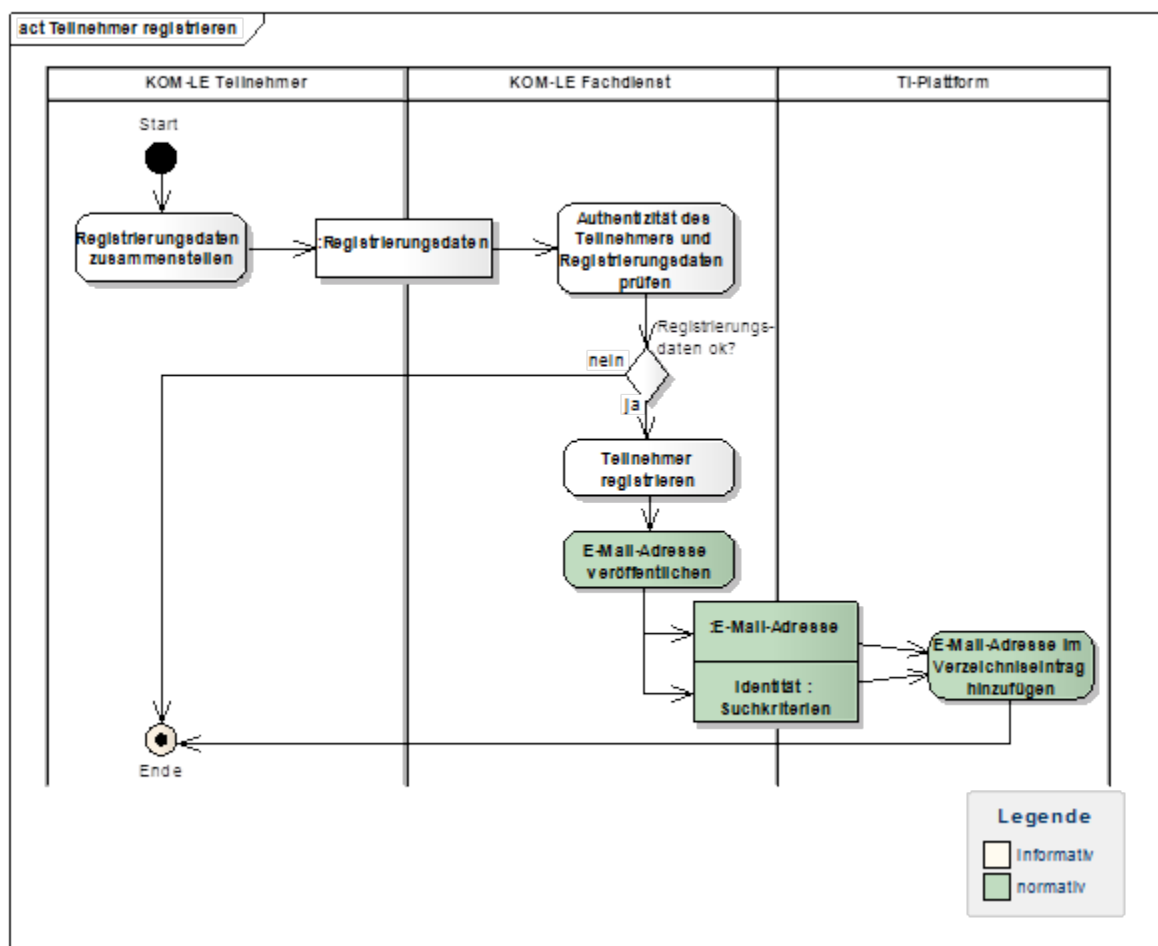 act Teilnehmer registrieren
KOM-LE Teilnehmer
KOM-LE Fachdienst
TI-Plattform
Start
Registrierungsdaten
zusammenstellen
:Registrierungsdaten
Authentizität des
Teilnehmers und
Registrierungsdaten
prüfen
Registrierungs-
daten ok?
nein
ja
Teilnehmer
registrieren
E-Mail-Adresse
veröffentlichen
:E-Mail-Adresse
Identität :
Suchkriterien
E-Mail-Adresse im
Verzeichniseintrag
hinzufügen
Ende
Legende
informativ
normativ